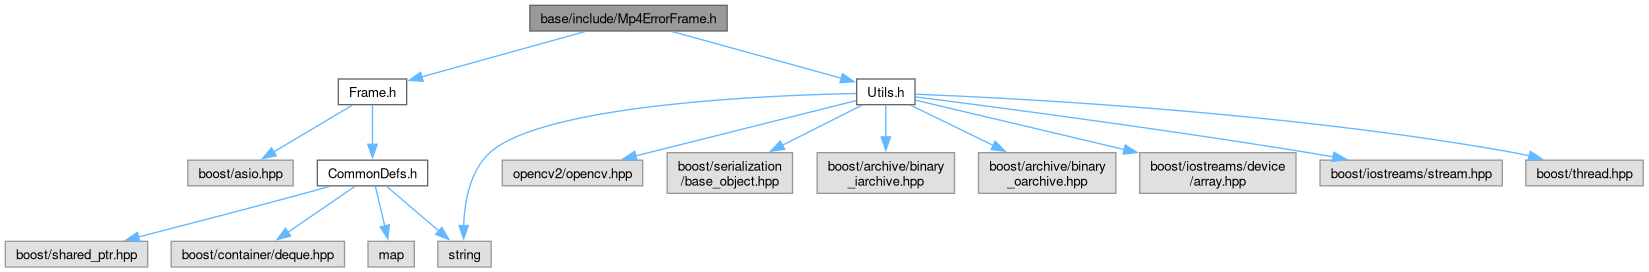 base/include/Mp4ErrorFrame.h
Frame.h
Utils.h
boost/asio.hpp
CommonDefs.h
opencv2/opencv.hpp
boost/serialization
/base_object.hpp
boost/archive/binary
_iarchive.hpp
boost/archive/binary
_oarchive.hpp
boost/iostreams/device
/array.hpp
boost/iostreams/stream.hpp
boost/thread.hpp
boost/shared_ptr.hpp
boost/container/deque.hpp
map
string